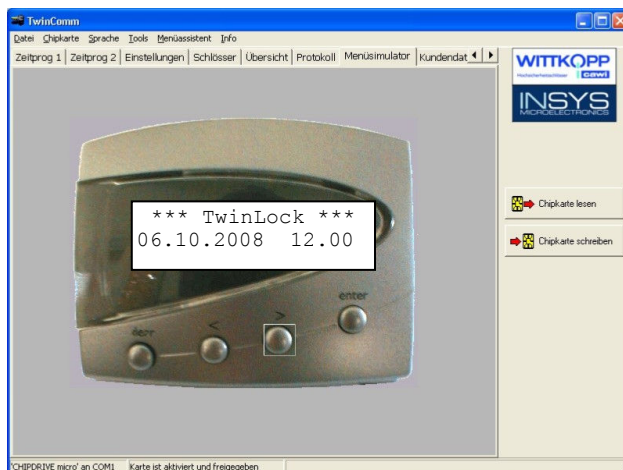 TwinComm
Datei Chipkarte Sprache Tools Menüassistent Info
Zeitprog 1 Zeitprog 2 Einstellungen Schlösser Übersicht Protokoll Menüsimulator Kundendat
WITTKOPP
cawi
INSYS
MICROELECTRONICS
*** TwinLock ***
06.10.2008 12.00
Chipkarte lesen
Chipkarte schreiben
enter
< >
'CHIPDRIVE micro' an COM1 Karte ist aktiviert und freigegeben